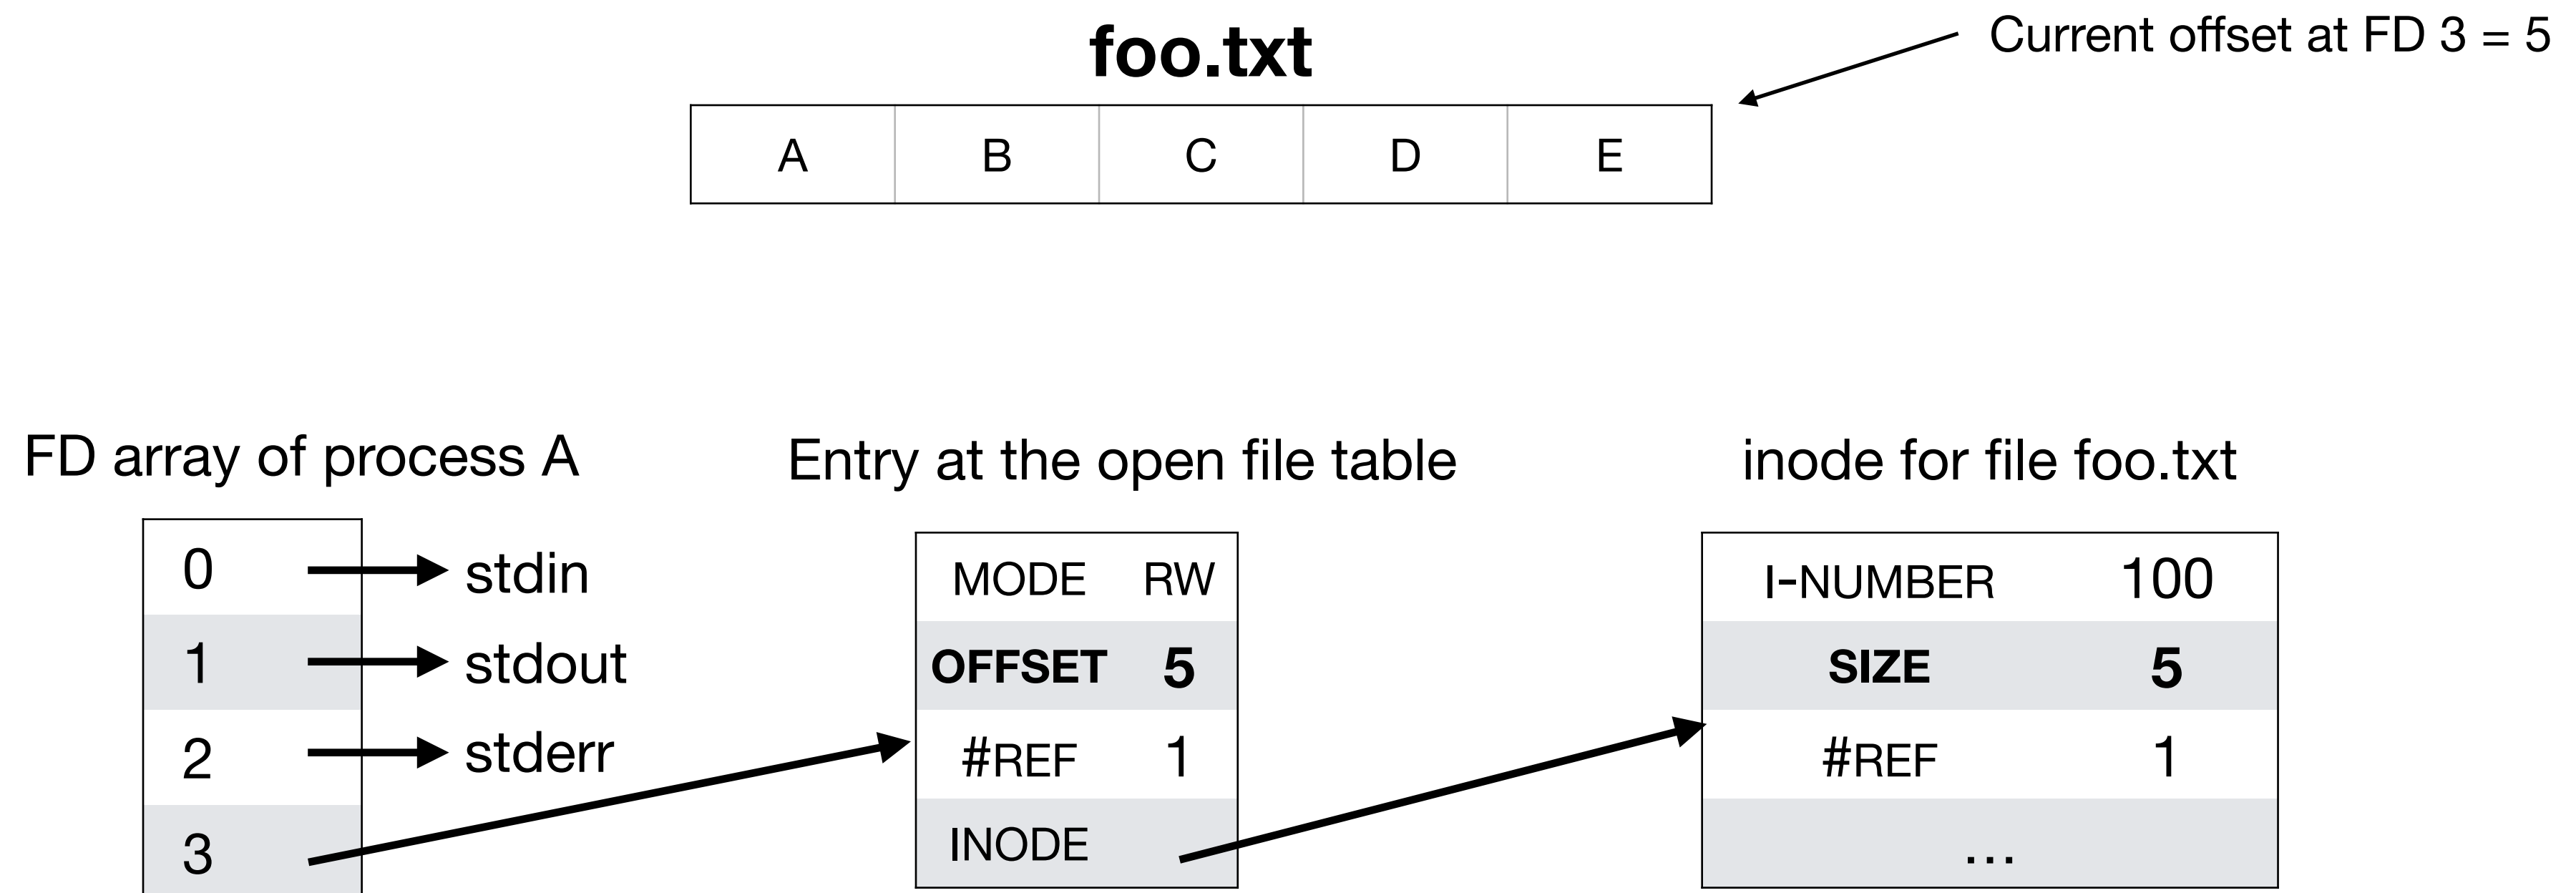 foo.txt
Current offset at FD 3 = 5
A B C D E
FD array of process A
0 stdin
1 stdout
2 stderr
3
Entry at the open file table
MODE RW
OFFSET 5
#REF 1
INODE
inode for file foo.txt
I-NUMBER 100
SIZE 5
#REF 1
...